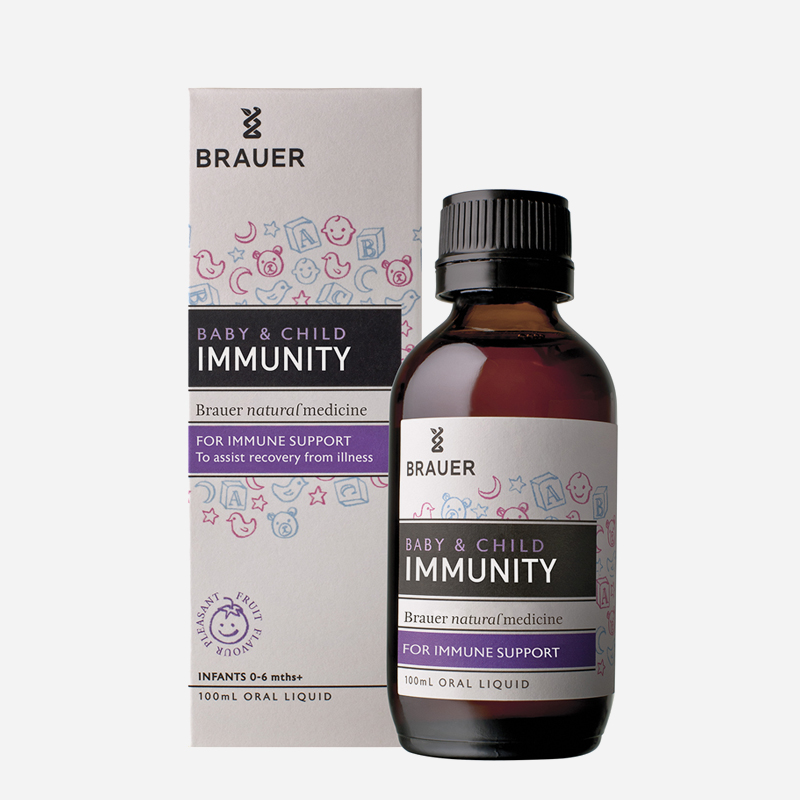 BRAUER
A
B
BABY & CHILD
IMMUNITY
Brauer natural medicine
FOR IMMUNE SUPPORT
To assist recovery from illness
A
C
PLEASANT FRUIT FLAVOUR
INFANTS 0-6 mths+
100mL ORAL LIQUID
BRAUER
A
B
BABY & CHILD
IMMUNITY
A
Brauer natural medicine
FOR IMMUNE SUPPORT
100mL ORAL LIQUID